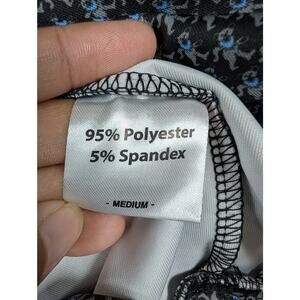 95% Polyester
5% Spandex
- MEDIUM -